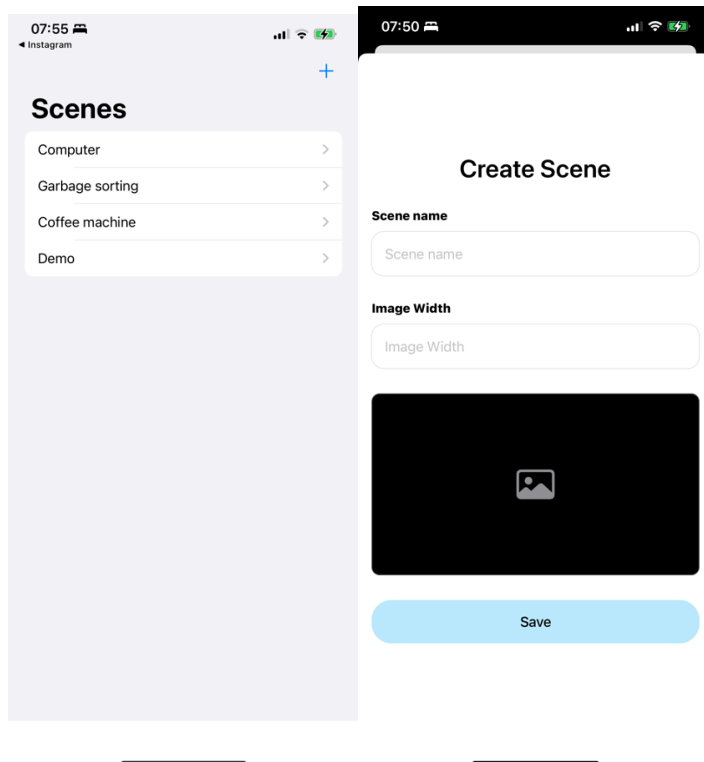 07:55
◀ Instagram
Scenes
Computer
Garbage sorting
Coffee machine
Demo
07:50
Create Scene
Scene name
Scene name
Image Width
Image Width
Save